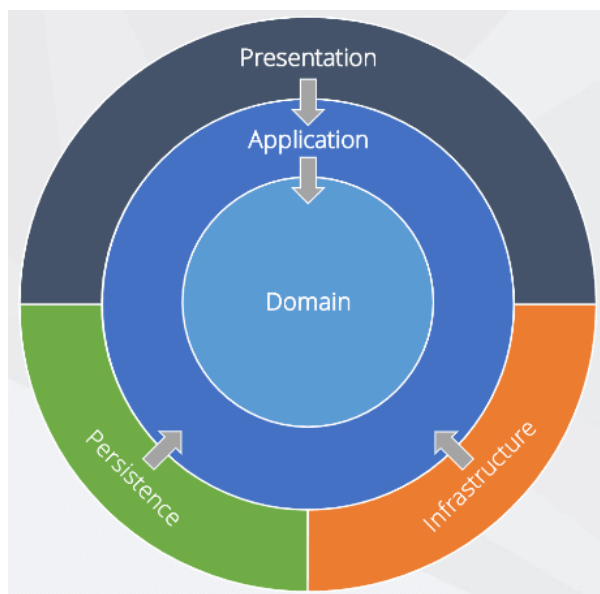 Presentation
Application
Domain
Persistence
Infrastructure